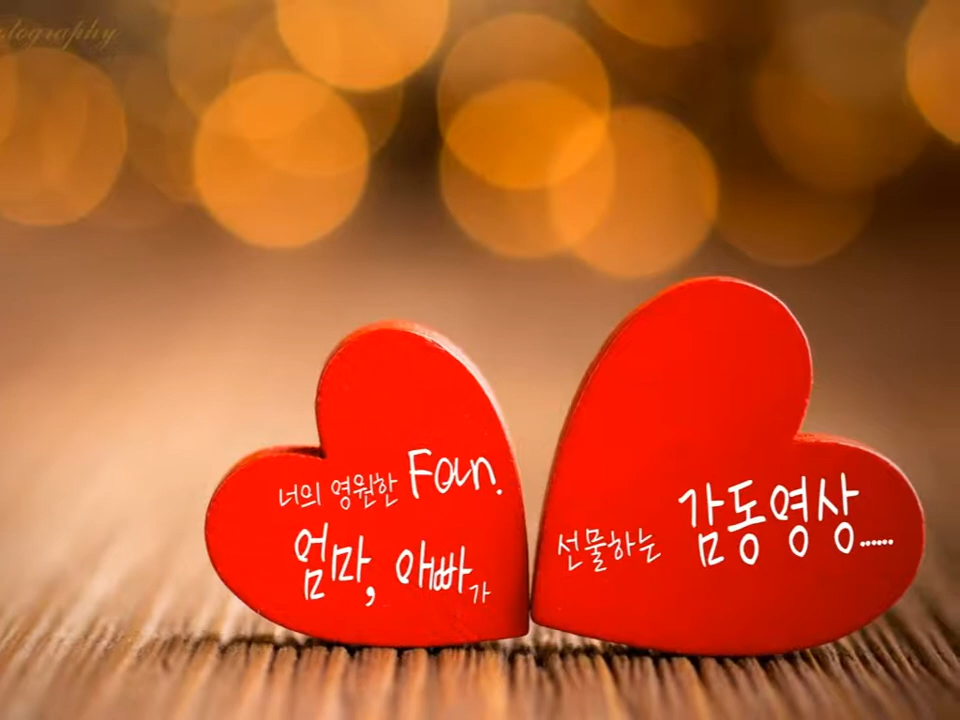 너의 영원한 Fan.
엄마, 아빠가
선물하는 감동영상......